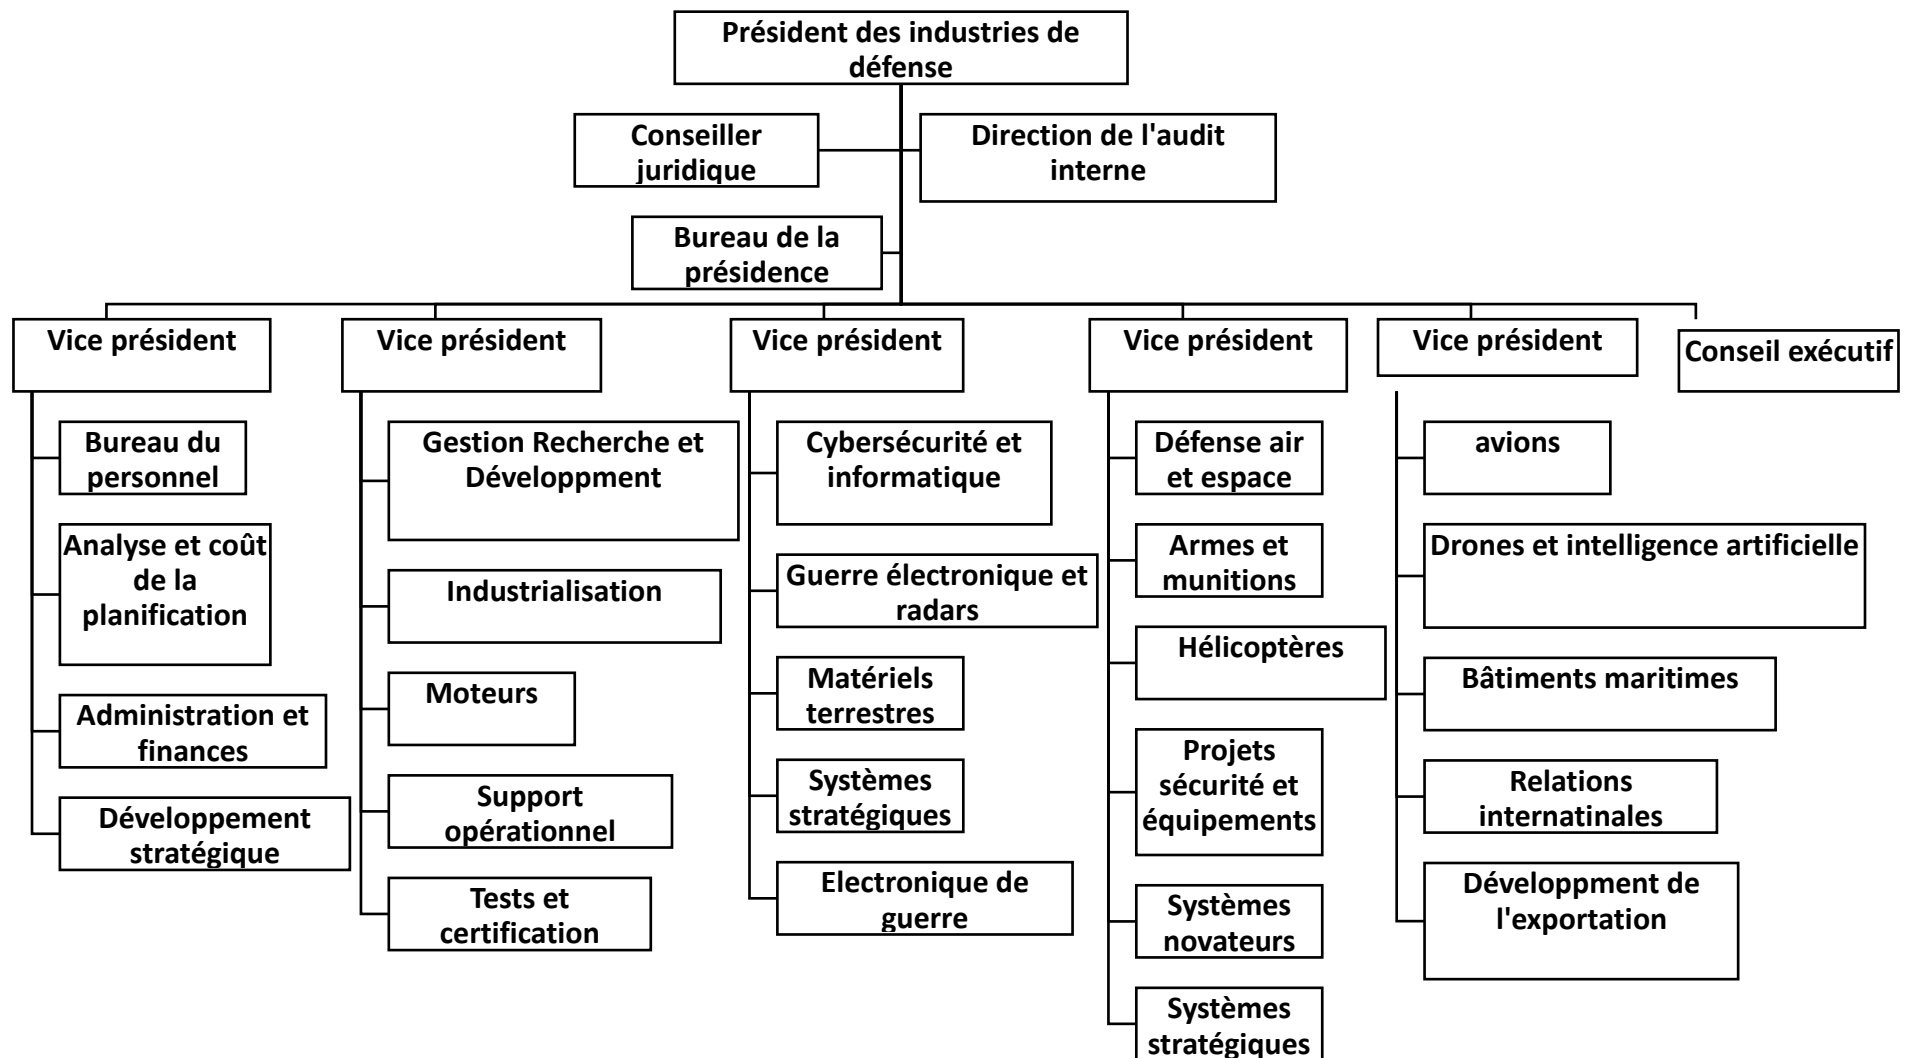 Président des industries de
défense
Conseiller
juridique
Direction de l'audit
interne
Bureau de la
présidence
Vice président
Bureau du
personnel
Analyse et coût
de la
planification
Administration et
finances
Développement
stratégique
Vice président
Gestion Recherche et
Développment
Industrialisation
Moteurs
Support
opérationnel
Tests et
certification
Vice président
Cybersécurité et
informatique
Guerre électronique et
radars
Matériels
terrestres
Systèmes
stratégiques
Electronique de
guerre
Vice président
Défense air
et espace
Armes et
munitions
Hélicoptères
Projets
sécurité et
équipements
Systèmes
novateurs
Systèmes
stratégiques
Vice président
avions
Drones et intelligence artificielle
Bâtiments maritimes
Relations
internatinales
Développment de
l'exportation
Conseil exécutif